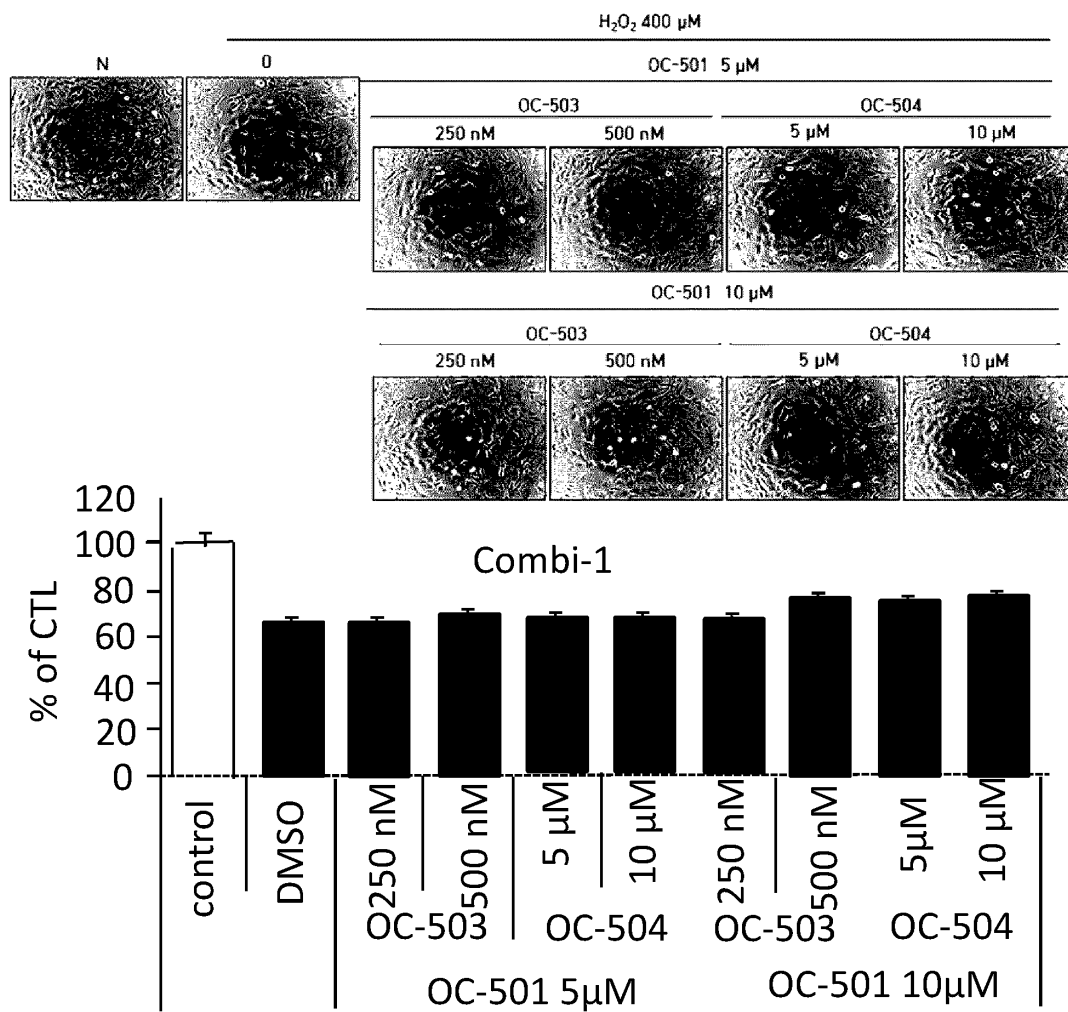 H₂O₂ 400 µM
N
0
OC-501 5 µM
OC-503
OC-504
250 nM
500 nM
5 µM
10 µM
OC-501 10 µM
OC-503
OC-504
250 nM
500 nM
5 µM
10 µM
Combi-1
% of CTL
120
100
80
60
40
20
0
control
DMSO
250 nM
500 nM
5 µM
10 µM
250 nM
500 nM
5µM
10 µM
OC-503
OC-504
OC-503
OC-504
OC-501 5µM
OC-501 10µM